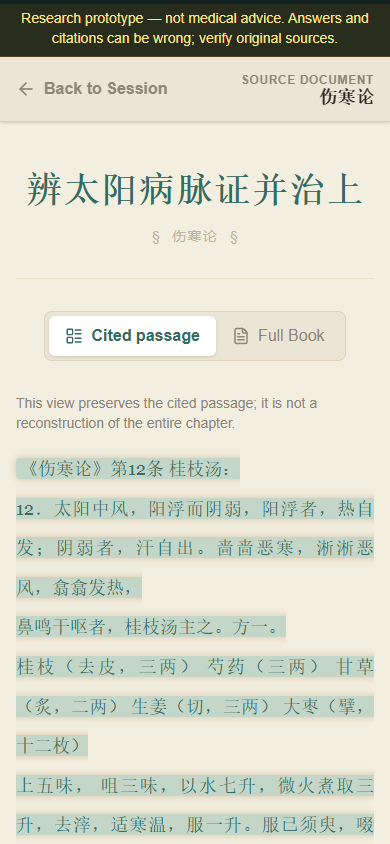 Research prototype — not medical advice. Answers and
citations can be wrong; verify original sources.
Back to Session
SOURCE DOCUMENT
伤寒论
辨太阳病脉证并治上
§ 伤寒论 §
Cited passage
Full Book
This view preserves the cited passage; it is not a
reconstruction of the entire chapter.
《伤寒论》第12条 桂枝汤：
12. 太阳中风，阳浮而阴弱，阳浮者，热自
发；阴弱者，汗自出。啬啬恶寒，淅淅恶
风，翕翕发热，
鼻鸣干呕者，桂枝汤主之。方一。
桂枝（去皮，三两） 芍药（三两） 甘草
（炙，二两） 生姜（切，三两） 大枣（擘，
十二枚）
上五味， 咀三味，以水七升，微火煮取三
升，去滓，适寒温，服一升。服已须臾，啜